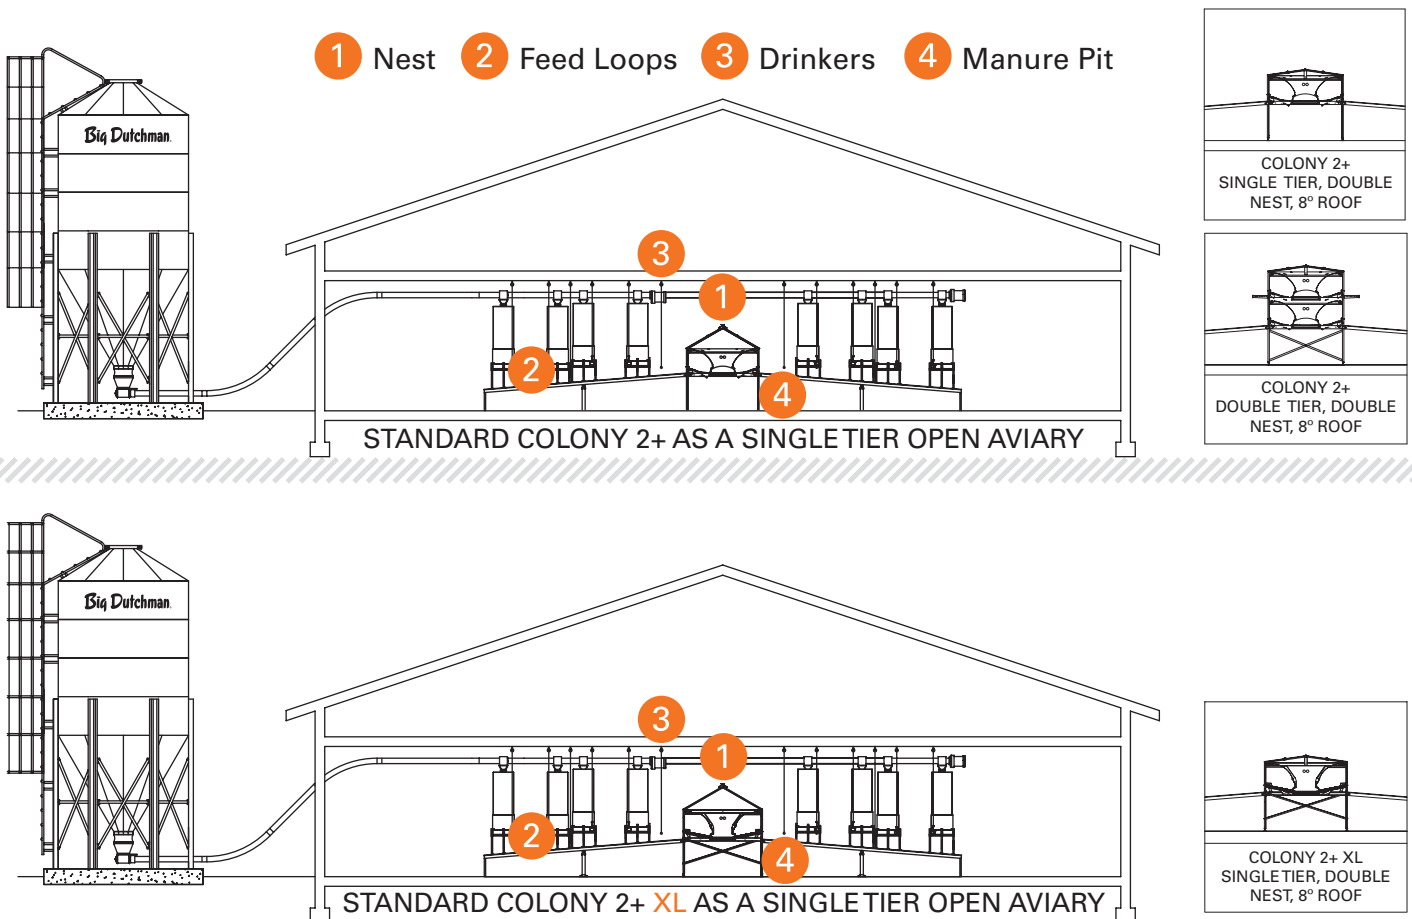 1 Nest 2 Feed Loops 3 Drinkers 4 Manure Pit
Big Dutchman.
3
1
2
4
STANDARD COLONY 2+ AS A SINGLE TIER OPEN AVIARY
COLONY 2+
SINGLE TIER, DOUBLE
NEST, 8º ROOF
COLONY 2+
DOUBLE TIER, DOUBLE
NEST, 8º ROOF
Big Dutchman.
3
1
2
4
STANDARD COLONY 2+ XL AS A SINGLE TIER OPEN AVIARY
COLONY 2+ XL
SINGLE TIER, DOUBLE
NEST, 8º ROOF